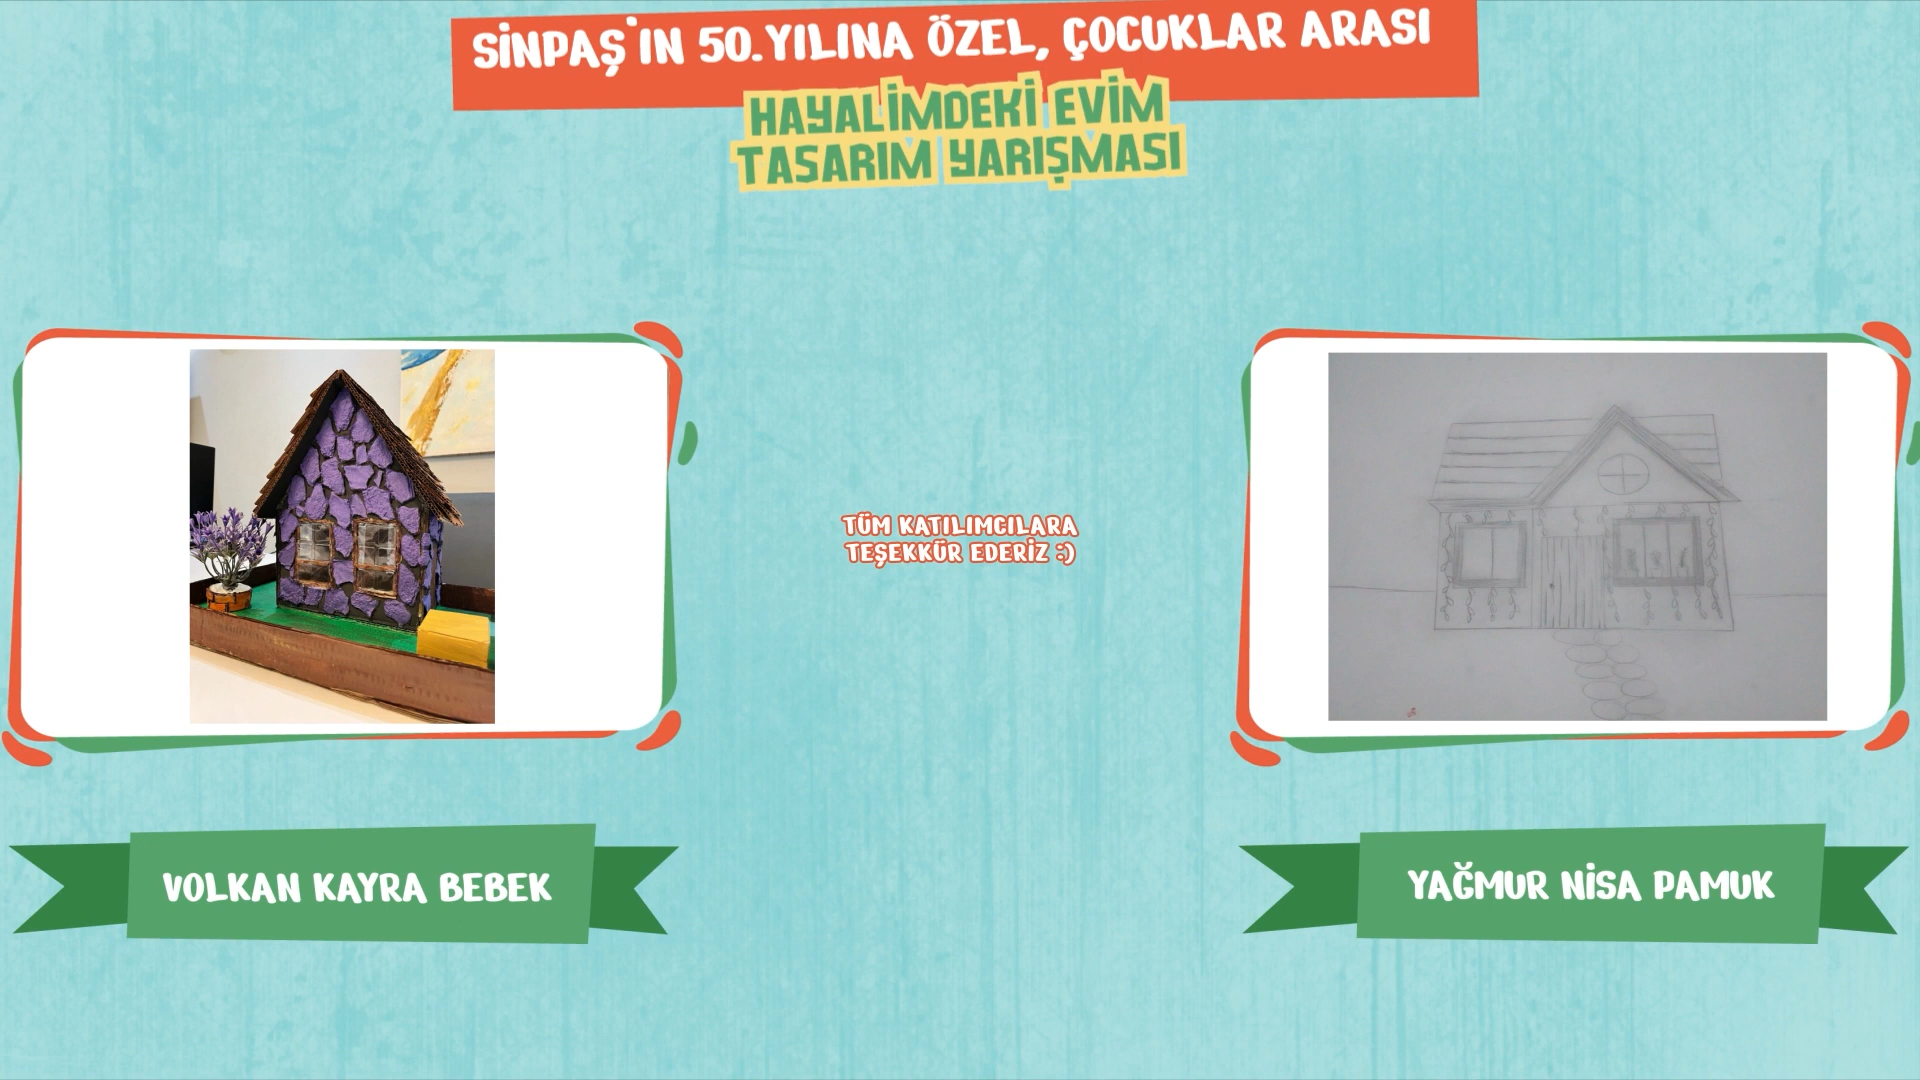 SİNPAŞ'IN 50.YILINA ÖZEL, ÇOCUKLAR ARASI
HAYALİMDEKİ EVİM
TASARIM YARIŞMASI
TÜM KATILIMCILARA
TEŞEKKÜR EDERİZ :)
VOLKAN KAYRA BEBEK
YAĞMUR NİSA PAMUK